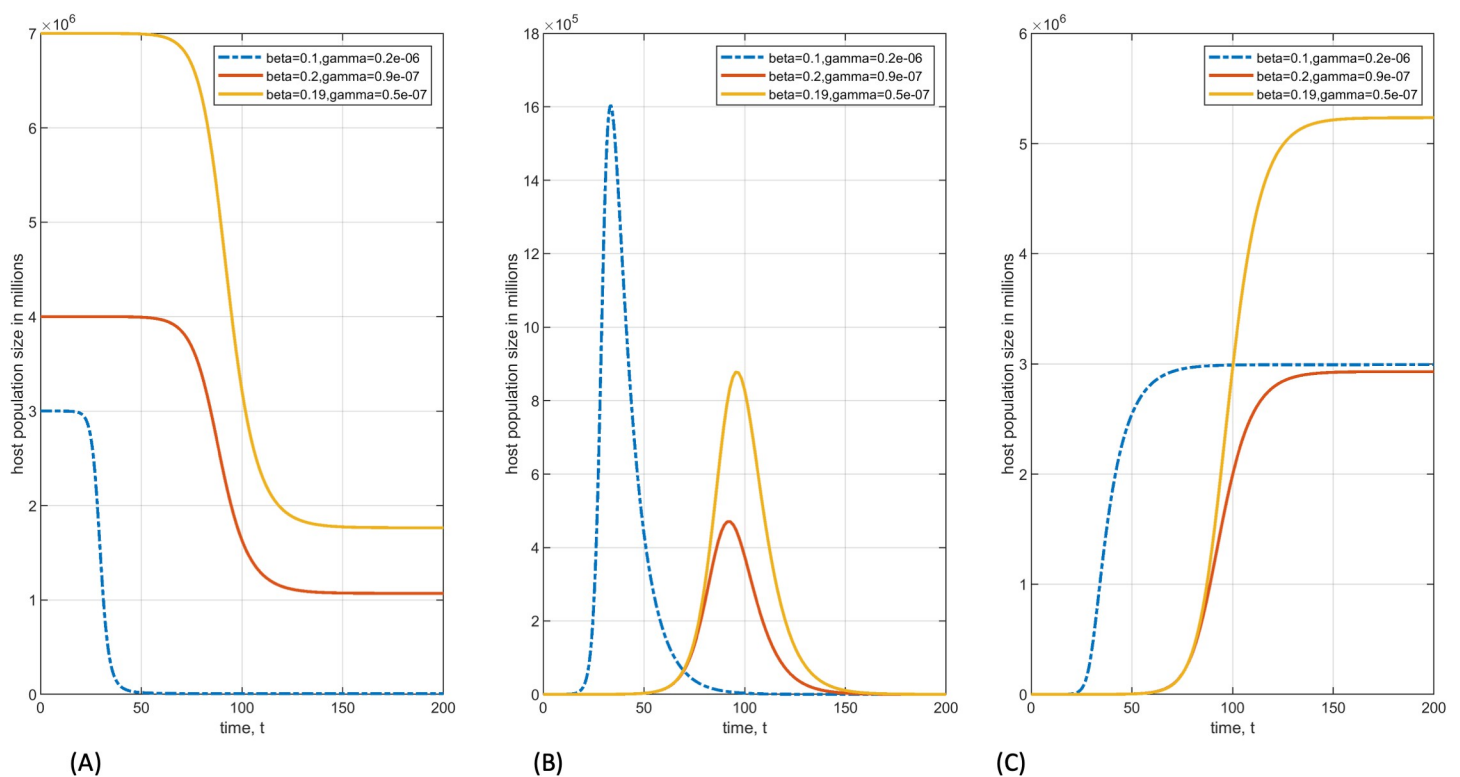 ×10⁶
7
6
5
4
3
2
1
0
0 50 100 150 200
host population size in millions
time, t
beta=0.1,gamma=0.2e-06
beta=0.2,gamma=0.9e-07
beta=0.19,gamma=0.5e-07
(A)
×10⁵
18
16
14
12
10
8
6
4
2
0
0 50 100 150 200
host population size in millions
time, t
beta=0.1,gamma=0.2e-06
beta=0.2,gamma=0.9e-07
beta=0.19,gamma=0.5e-07
(B)
×10⁶
6
5
4
3
2
1
0
0 50 100 150 200
host population size in millions
time, t
beta=0.1,gamma=0.2e-06
beta=0.2,gamma=0.9e-07
beta=0.19,gamma=0.5e-07
(C)